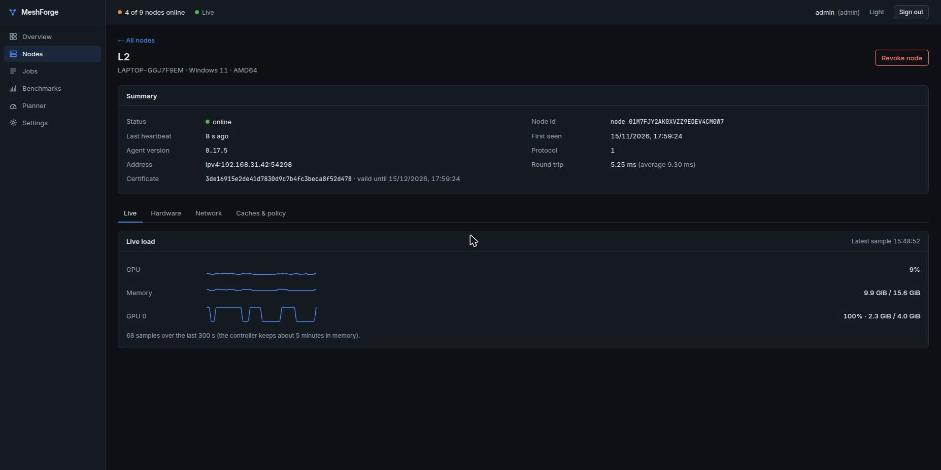 MeshForge
4 of 9 nodes online
Live
admin (admin)
Light
Sign out
Overview
Nodes
Jobs
Benchmarks
Planner
Settings
← All nodes
L2
LAPTOP-GGJ7F9EM · Windows 11 · AMD64
Revoke node
Summary
Status online
Node id node_01M7FJY2AK0XVZZ9EDEV4CM0W7
Last heartbeat 8 s ago
First seen 15/11/2026, 17:59:24
Agent version 0.17.5
Protocol 1
Address ipv4:192.168.31.42:54298
Round trip 5.25 ms (average 9.30 ms)
Certificate 3de16915e2de41d7830d9c7b4fc3beca8f52d478 · valid until 15/12/2026, 17:59:24
Live Hardware Network Caches & policy
Live load
Latest sample 15:48:52
CPU 9%
Memory 9.9 GiB / 15.6 GiB
GPU 0 100% · 2.3 GiB / 4.0 GiB
68 samples over the last 300 s (the controller keeps about 5 minutes in memory).